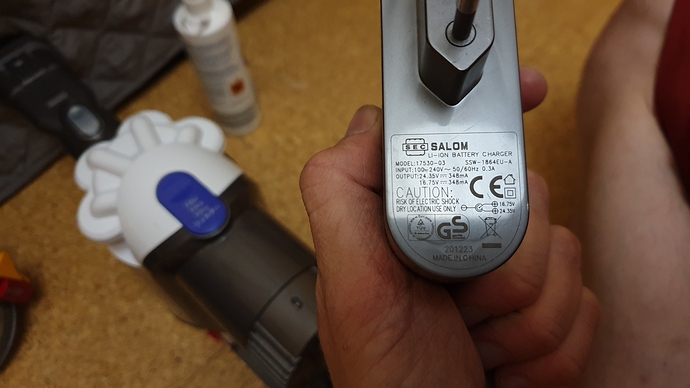 SEC SALOM
LI-ION BATTERY CHARGER
MODEL:17530-03 SSW-1864EU-A
INPUT:100~240V~ 50/60Hz 0.3A
OUTPUT:24.35V⎓348mA
16.75V⎓348mA
CAUTION:
RISK OF ELECTRIC SHOCK
DRY LOCATION USE ONLY
CE
16.75V
24.35V
GS
201223
MADE IN CHINA